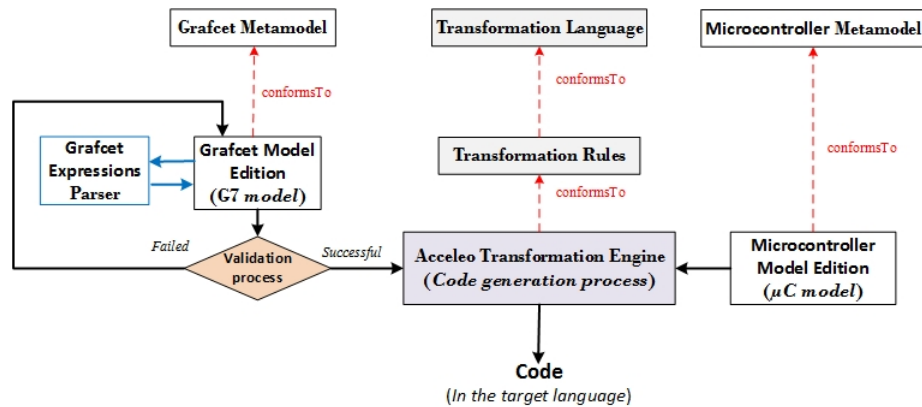 Grafcet Metamodel
Transformation Language
Microcontroller Metamodel
conformsTo
conformsTo
conformsTo
Grafcet
Expressions
Parser
Grafcet Model
Edition
(G7 model)
Transformation Rules
conformsTo
Failed
Validation
process
Successful
Acceleo Transformation Engine
(Code generation process)
Microcontroller
Model Edition
(μC model)
Code
(In the target language)